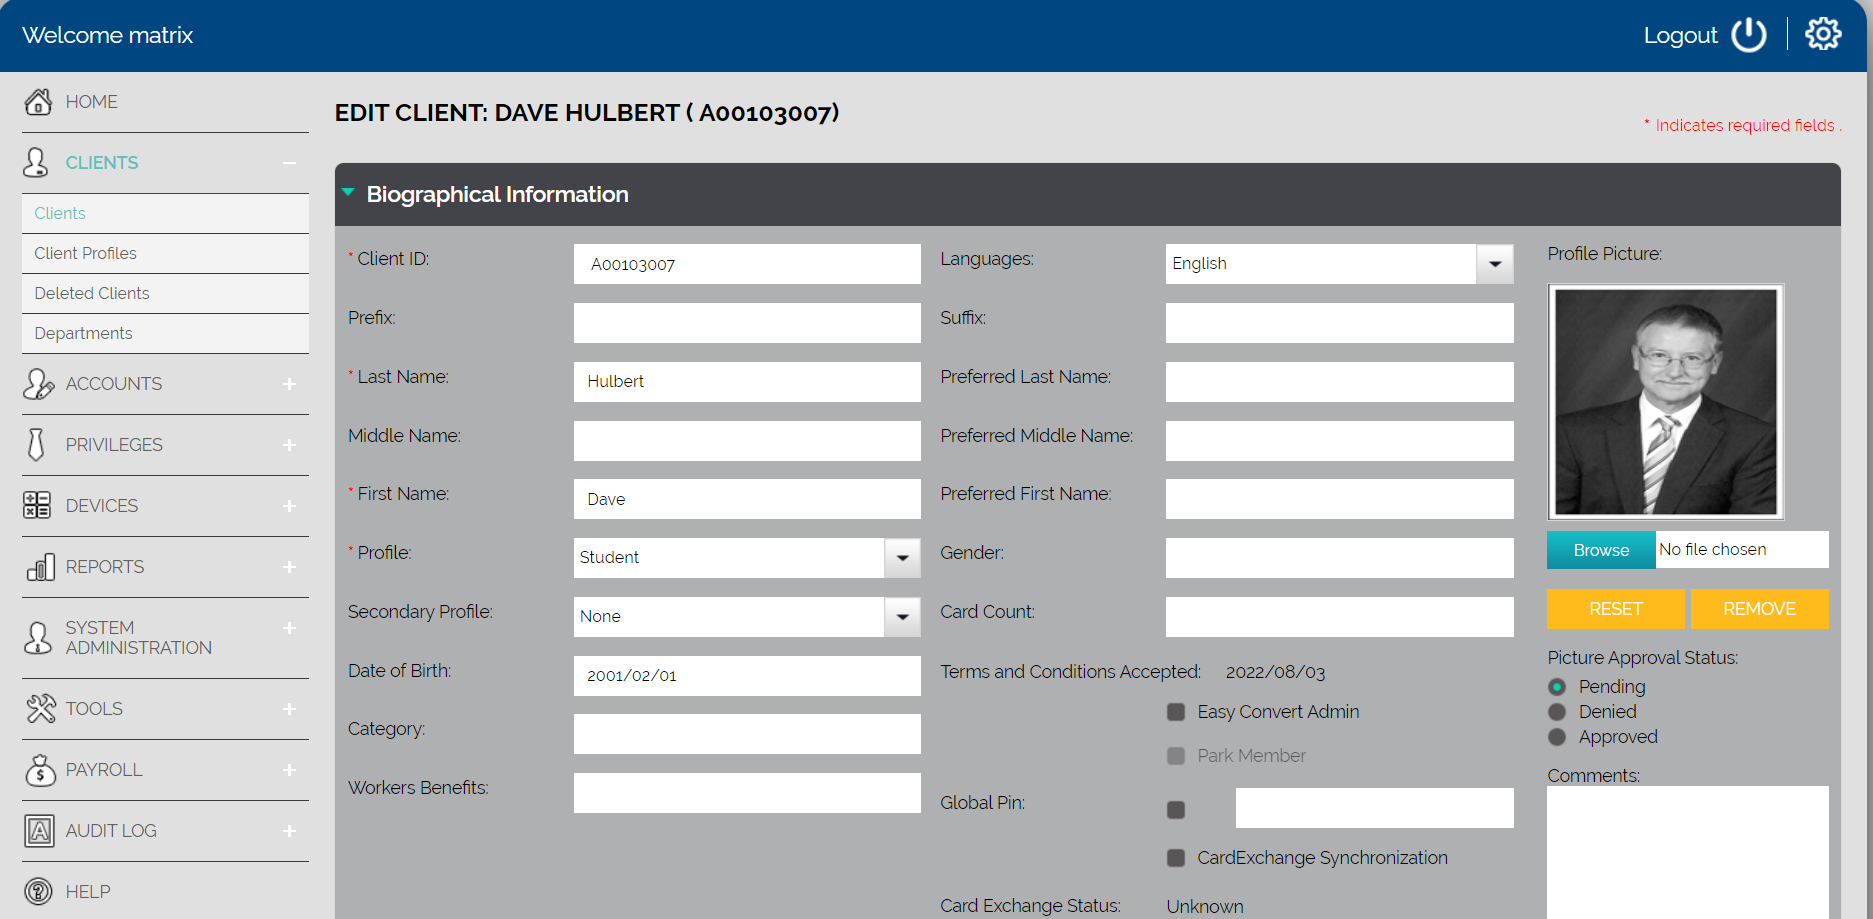 Welcome matrix
Logout
HOME
CLIENTS
Clients
Client Profiles
Deleted Clients
Departments
ACCOUNTS
PRIVILEGES
DEVICES
REPORTS
SYSTEM
ADMINISTRATION
TOOLS
PAYROLL
AUDIT LOG
HELP
EDIT CLIENT: DAVE HULBERT ( A00103007)
* Indicates required fields .
Biographical Information
* Client ID: A00103007
Prefix:
* Last Name: Hulbert
Middle Name:
* First Name: Dave
* Profile: Student
Secondary Profile: None
Date of Birth: 2001/02/01
Category:
Workers Benefits:
Languages: English
Suffix:
Preferred Last Name:
Preferred Middle Name:
Preferred First Name:
Gender:
Card Count:
Terms and Conditions Accepted: 2022/08/03
Easy Convert Admin
Park Member
Global Pin:
CardExchange Synchronization
Card Exchange Status: Unknown
Profile Picture:
Browse No file chosen
RESET REMOVE
Picture Approval Status:
Pending
Denied
Approved
Comments: